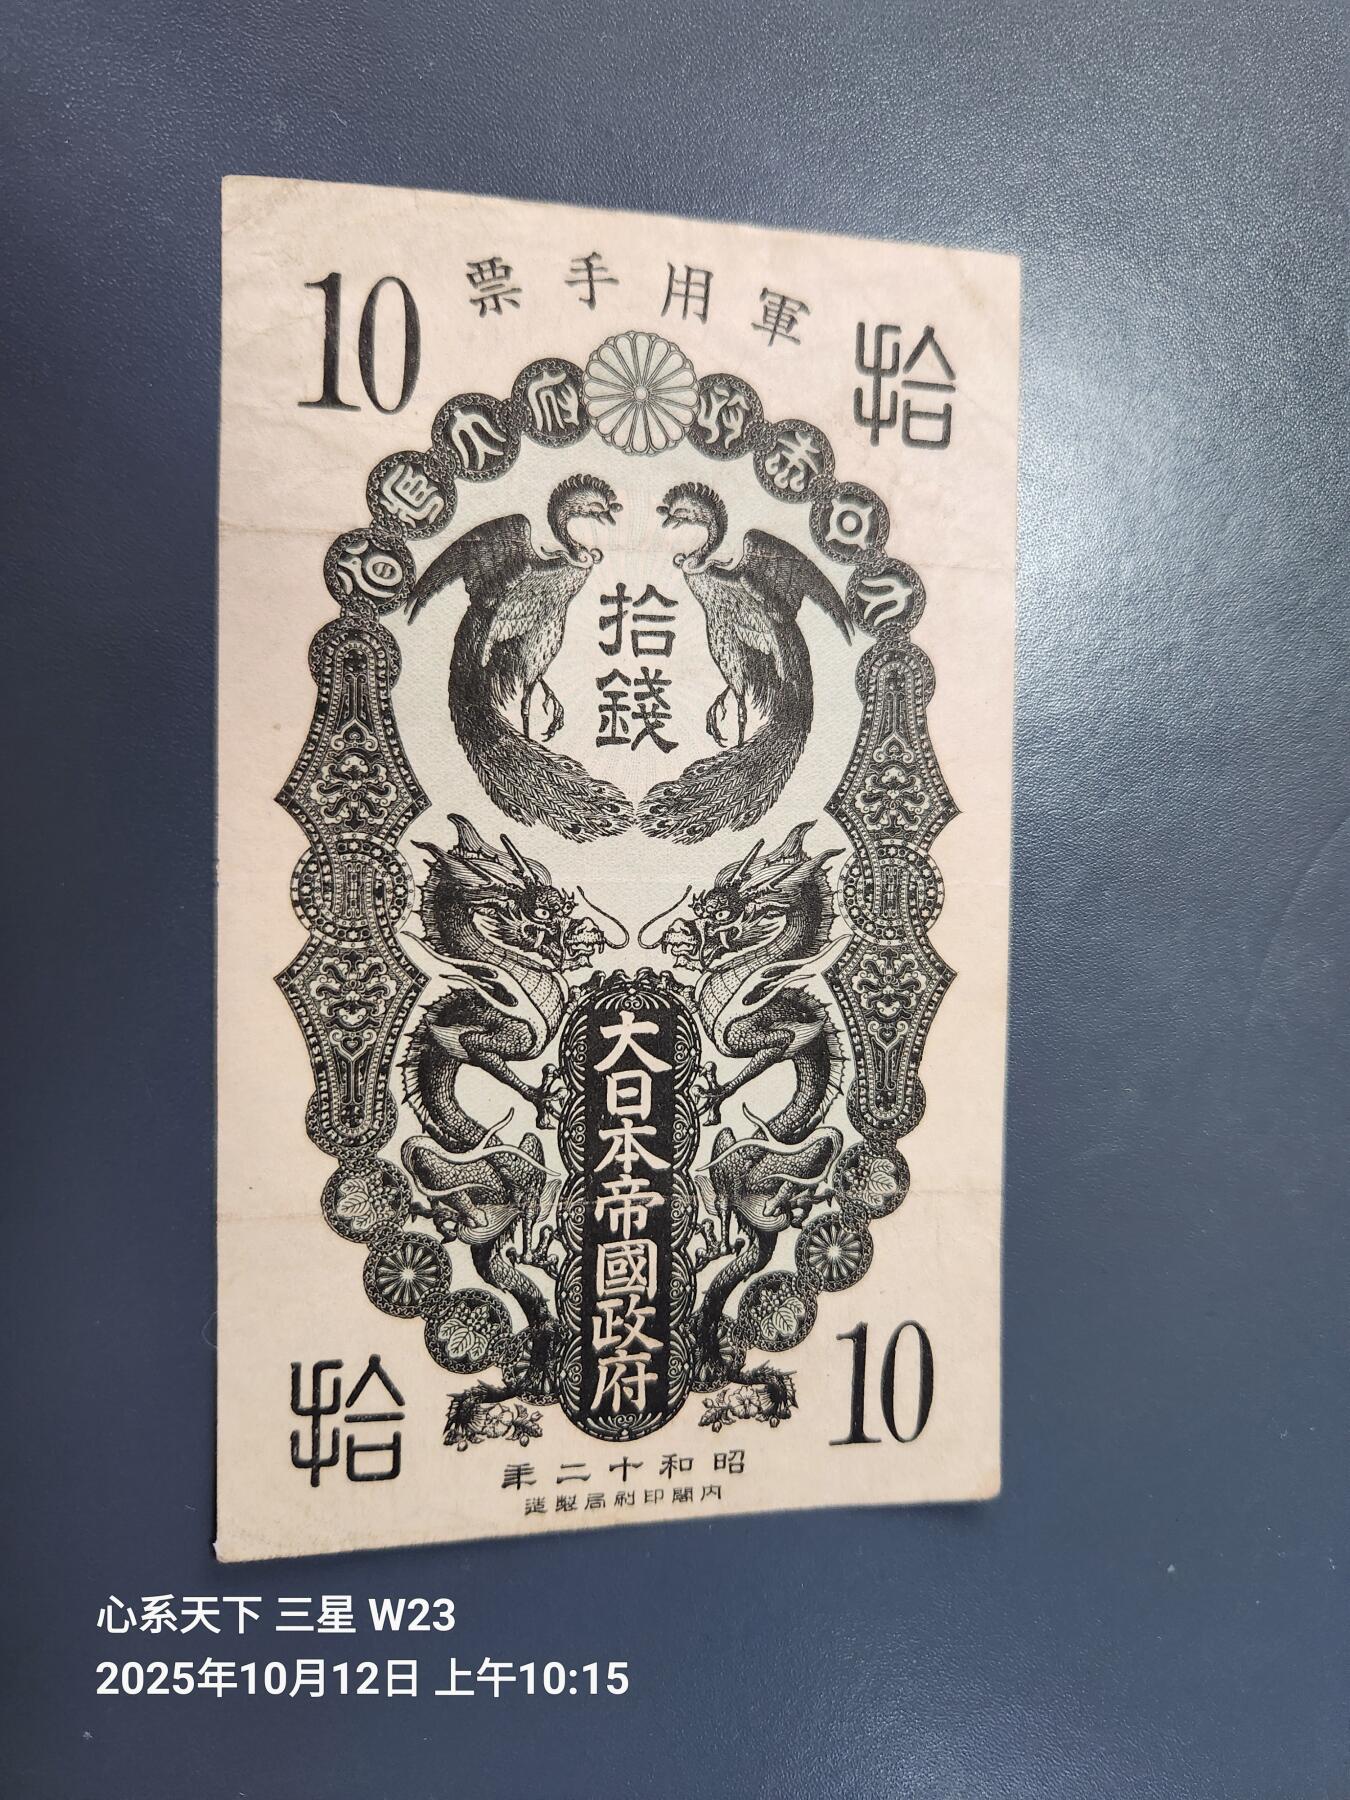 軍用手票
10
拾
拾錢
大日本帝國政府
拾
10
昭和十二年
内閣印刷局製造
心系天下 三星 W23
2025年10月12日 上午10:15